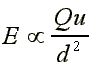 E ∝ Qu / d²